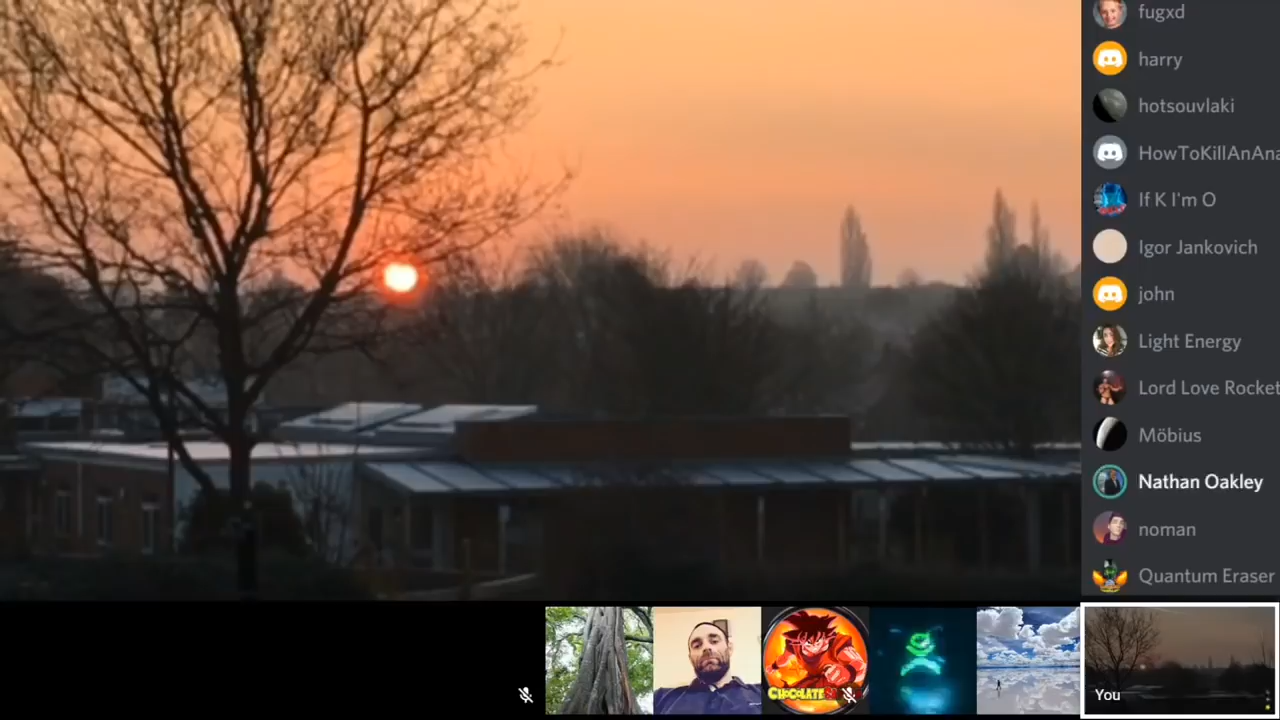 fugxd
harry
hotsouvlaki
HowToKillAnAna
If K I'm O
Igor Jankovich
john
Light Energy
Lord Love Rocket
Möbius
Nathan Oakley
noman
Quantum Eraser
CHOCOLATE
You